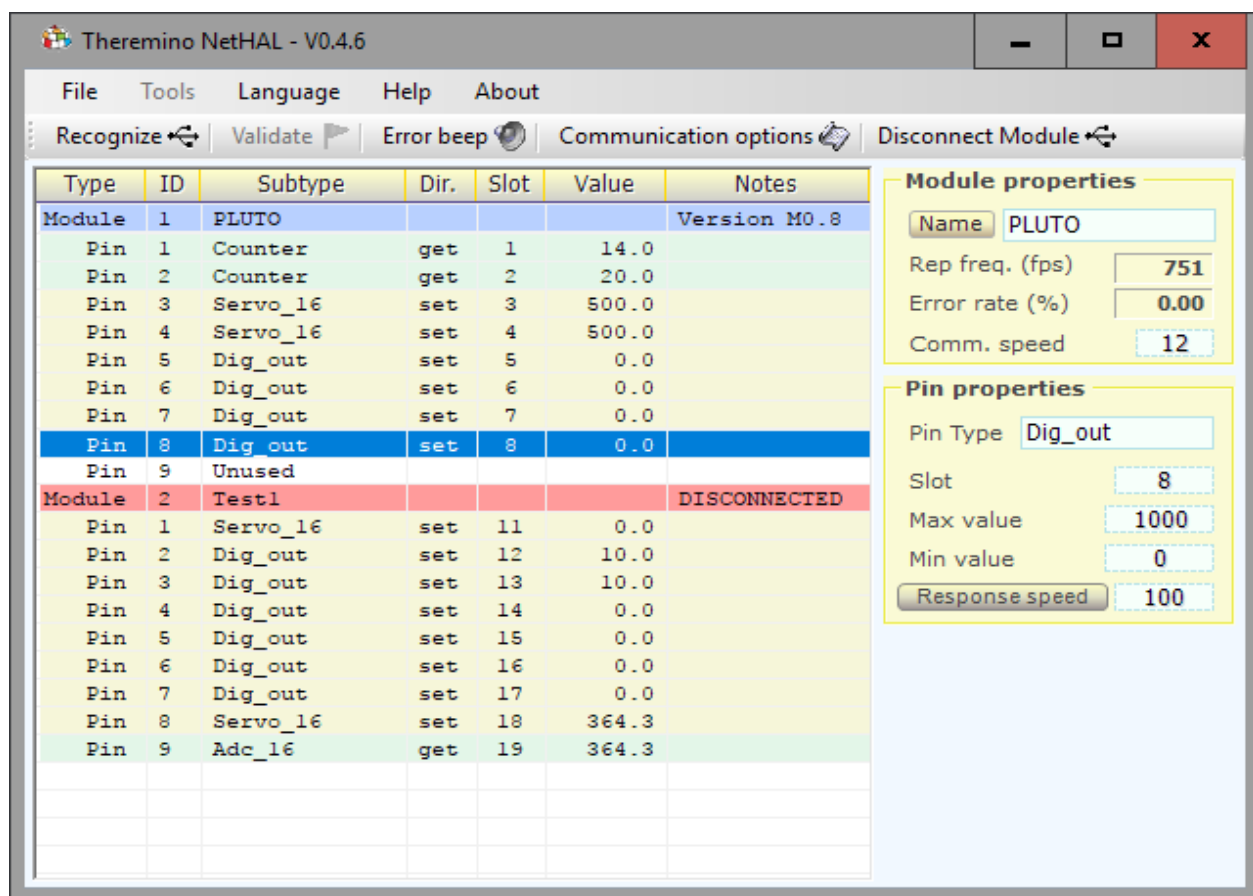 Theremino NetHAL - V0.4.6
File Tools Language Help About
Recognize Validate Error beep Communication options Disconnect Module
Type ID Subtype Dir. Slot Value Notes
Module 1 PLUTO Version M0.8
Pin 1 Counter get 1 14.0
Pin 2 Counter get 2 20.0
Pin 3 Servo_16 set 3 500.0
Pin 4 Servo_16 set 4 500.0
Pin 5 Dig_out set 5 0.0
Pin 6 Dig_out set 6 0.0
Pin 7 Dig_out set 7 0.0
Pin 8 Dig_out set 8 0.0
Pin 9 Unused
Module 2 Test1 DISCONNECTED
Pin 1 Servo_16 set 11 0.0
Pin 2 Dig_out set 12 10.0
Pin 3 Dig_out set 13 10.0
Pin 4 Dig_out set 14 0.0
Pin 5 Dig_out set 15 0.0
Pin 6 Dig_out set 16 0.0
Pin 7 Dig_out set 17 0.0
Pin 8 Servo_16 set 18 364.3
Pin 9 Adc_16 get 19 364.3
Module properties
Name PLUTO
Rep freq. (fps) 751
Error rate (%) 0.00
Comm. speed 12
Pin properties
Pin Type Dig_out
Slot 8
Max value 1000
Min value 0
Response speed 100